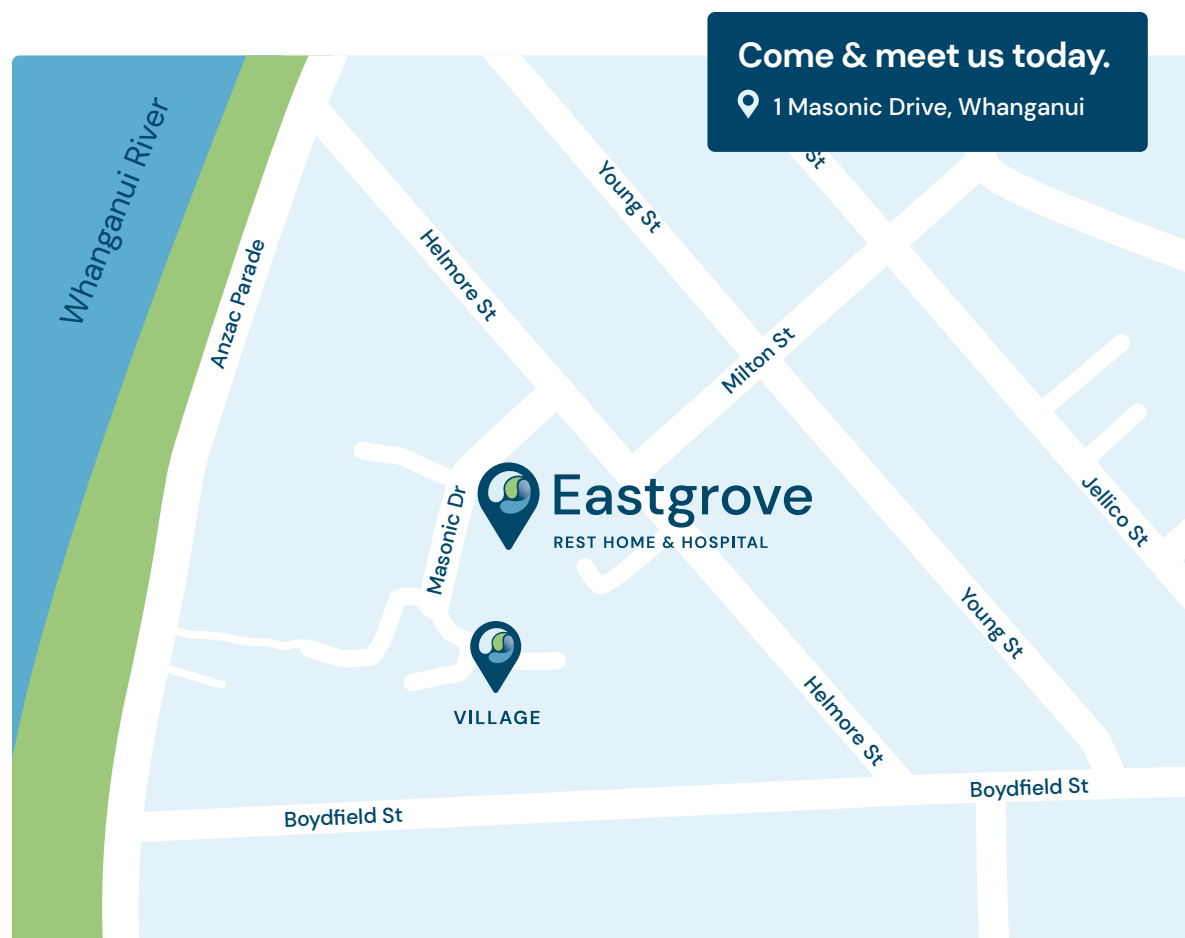 Come & meet us today.
1 Masonic Drive, Whanganui
Whanganui River
Anzac Parade
Helmore St
Young St
St
Milton St
Masonic Dr
Eastgrove
REST HOME & HOSPITAL
Jellico St
Young St
VILLAGE
Helmore St
Boydfield St
Boydfield St